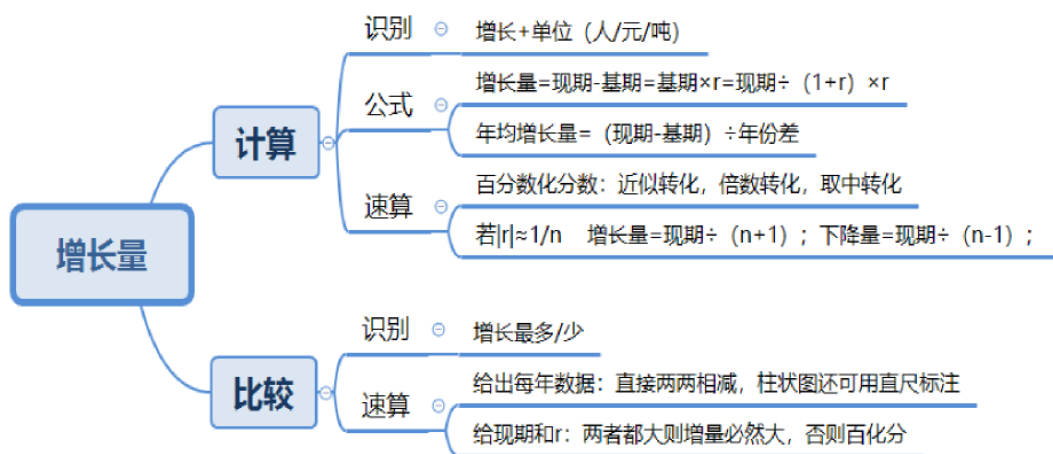 增长量
计算
识别
增长+单位（人/元/吨）
公式
增长量=现期-基期=基期×r=现期÷（1+r）×r
年均增长量=（现期-基期）÷年份差
速算
百分数化分数：近似转化，倍数转化，取中转化
若|r|≈1/n 增长量=现期÷（n+1）；下降量=现期÷（n-1）；
比较
识别
增长最多/少
速算
给出每年数据：直接两两相减，柱状图还可用直尺标注
给现期和r：两者都大则增量必然大，否则百化分